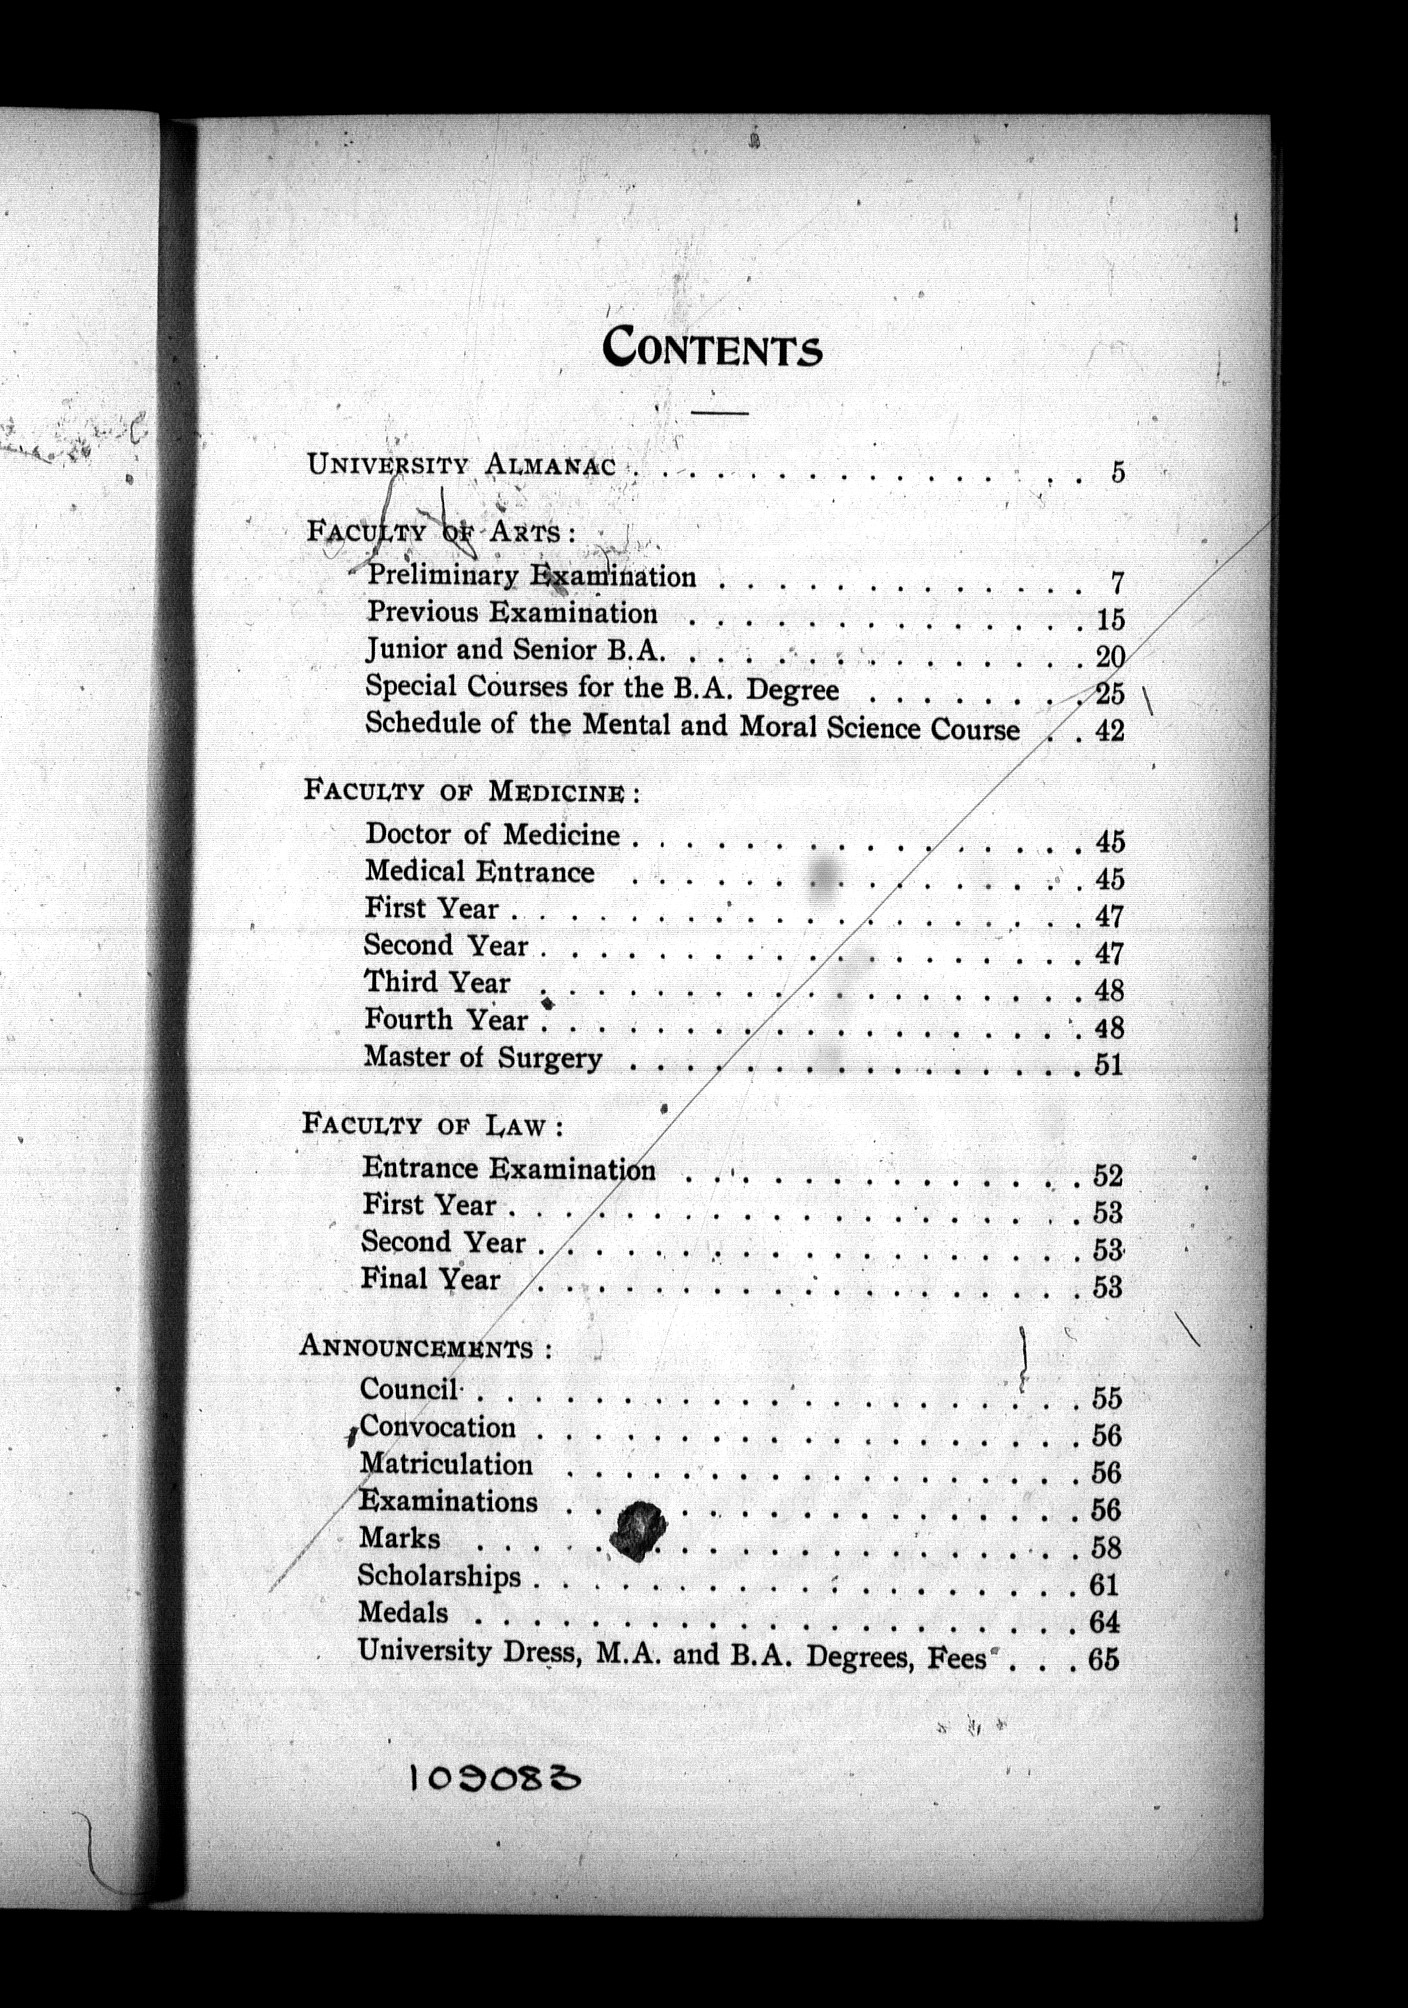 CONTENTS
UNIVERSITY ALMANAC . . . . . . . . . . . . . . . 5
FACULTY OF ARTS :
Preliminary Examination . . . . . . . . . . . . . 7
Previous Examination . . . . . . . . . . . . . . 15
Junior and Senior B.A. . . . . . . . . . . . . . . 20
Special Courses for the B.A. Degree . . . . . . . . 25
Schedule of the Mental and Moral Science Course . . 42
FACULTY OF MEDICINE :
Doctor of Medicine . . . . . . . . . . . . . . . . 45
Medical Entrance . . . . . . . . . . . . . . . . 45
First Year . . . . . . . . . . . . . . . . . . . . 47
Second Year . . . . . . . . . . . . . . . . . . . 47
Third Year . . . . . . . . . . . . . . . . . . . 48
Fourth Year . . . . . . . . . . . . . . . . . . . 48
Master of Surgery . . . . . . . . . . . . . . . . 51
FACULTY OF LAW :
Entrance Examination . . . . . . . . . . . . . . 52
First Year . . . . . . . . . . . . . . . . . . . . 53
Second Year . . . . . . . . . . . . . . . . . . . 53
Final Year . . . . . . . . . . . . . . . . . . . 53
ANNOUNCEMENTS :
Council . . . . . . . . . . . . . . . . . . . . . 55
Convocation . . . . . . . . . . . . . . . . . . . 56
Matriculation . . . . . . . . . . . . . . . . . . 56
Examinations . . . . . . . . . . . . . . . . . . 56
Marks . . . . . . . . . . . . . . . . . . . . . 58
Scholarships . . . . . . . . . . . . . . . . . . . 61
Medals . . . . . . . . . . . . . . . . . . . . . 64
University Dress, M.A. and B.A. Degrees, Fees . . . 65
109083